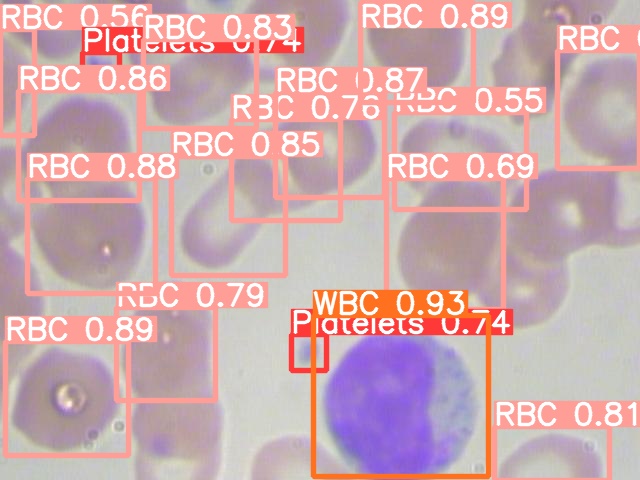 RBC 0.56
RBC 0.83
RBC 0.89
RBC
Platelets 0.74
RBC 0.86
RBC 0.87
RBC 0.76
RBC 0.55
RBC 0.85
RBC 0.88
RBC 0.69
RBC 0.79
WBC 0.93
Platelets 0.74
RBC 0.89
RBC 0.81